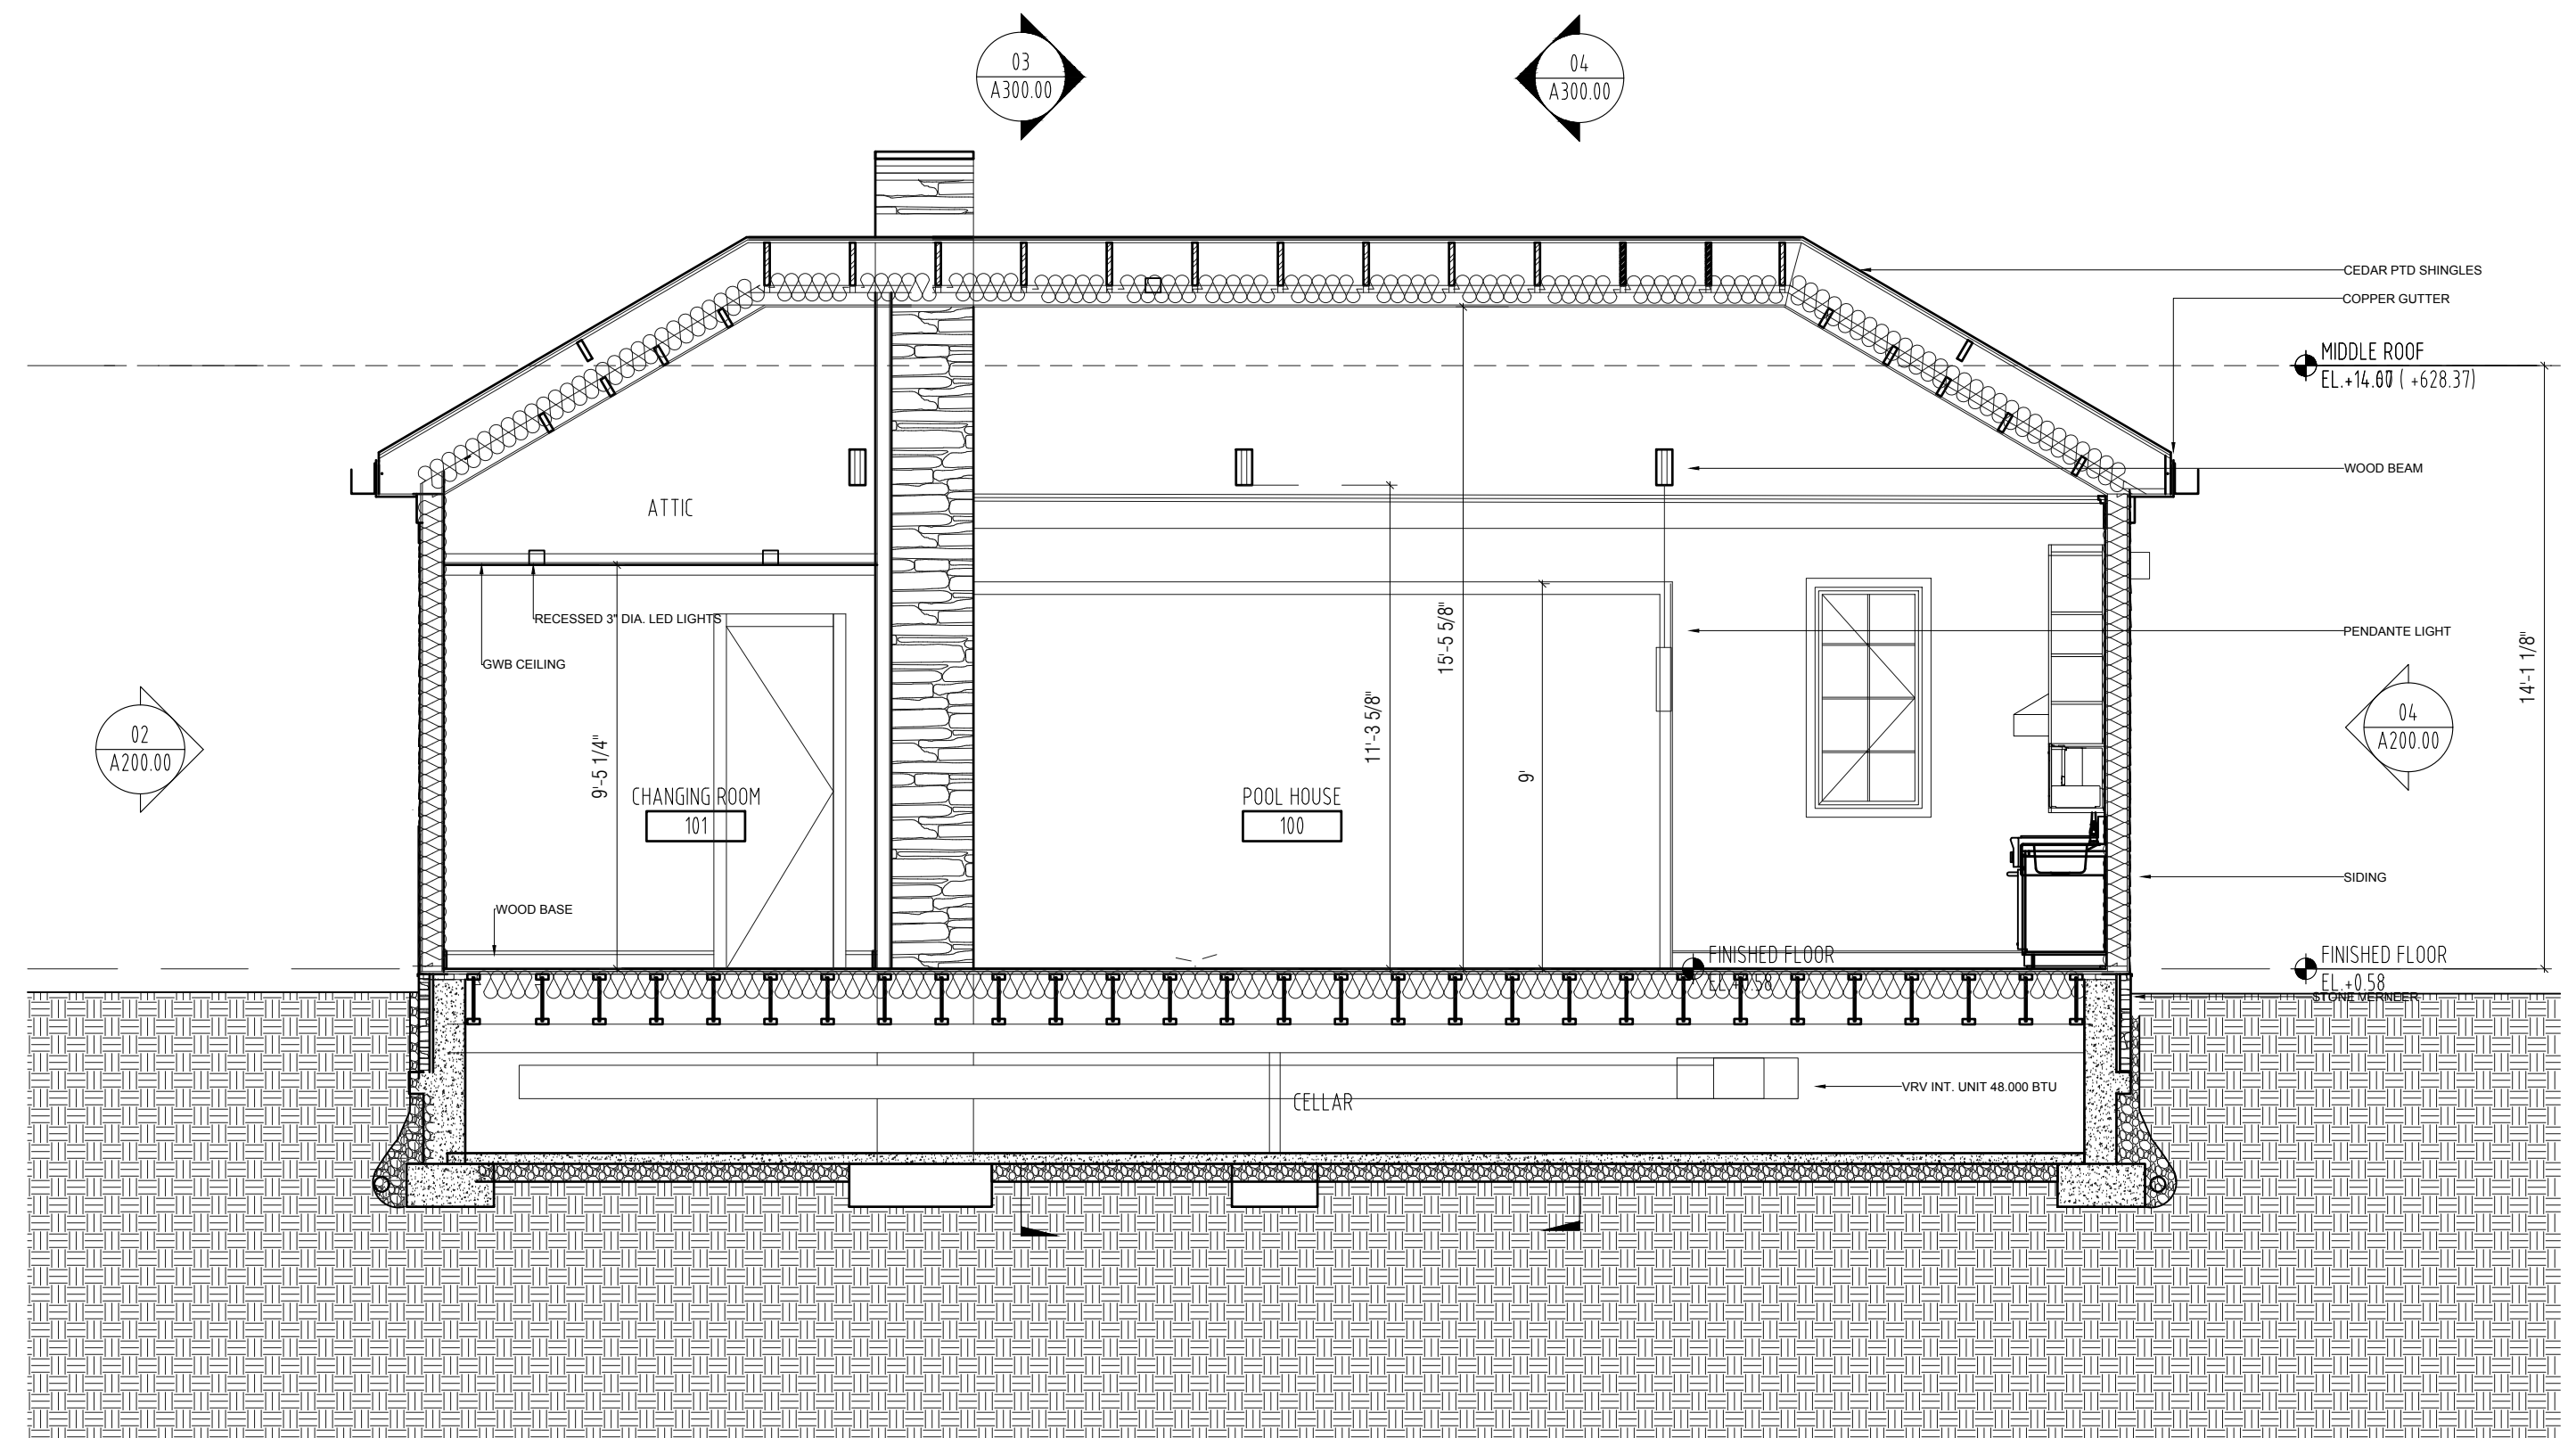 03
A300.00
04
A300.00
CEDAR PTD SHINGLES
COPPER GUTTER
MIDDLE ROOF
( +628.37)
WOOD BEAM
ATTIC
RECESSED 3" DIA. LED LIGHTS
PENDANTE LIGHT
GWB CEILING
15'-5 5/8"
14'-1 1/8"
11'-3 5/8"
9'-5 1/4"
9'
02
A200.00
04
A200.00
CHANGING ROOM
101
POOL HOUSE
100
SIDING
WOOD BASE
FINISHED FLOOR
EL.+0.58
FINISHED FLOOR
EL.+0.58
STONE VERNEER
VRV INT. UNIT 48.000 BTU
CELLAR